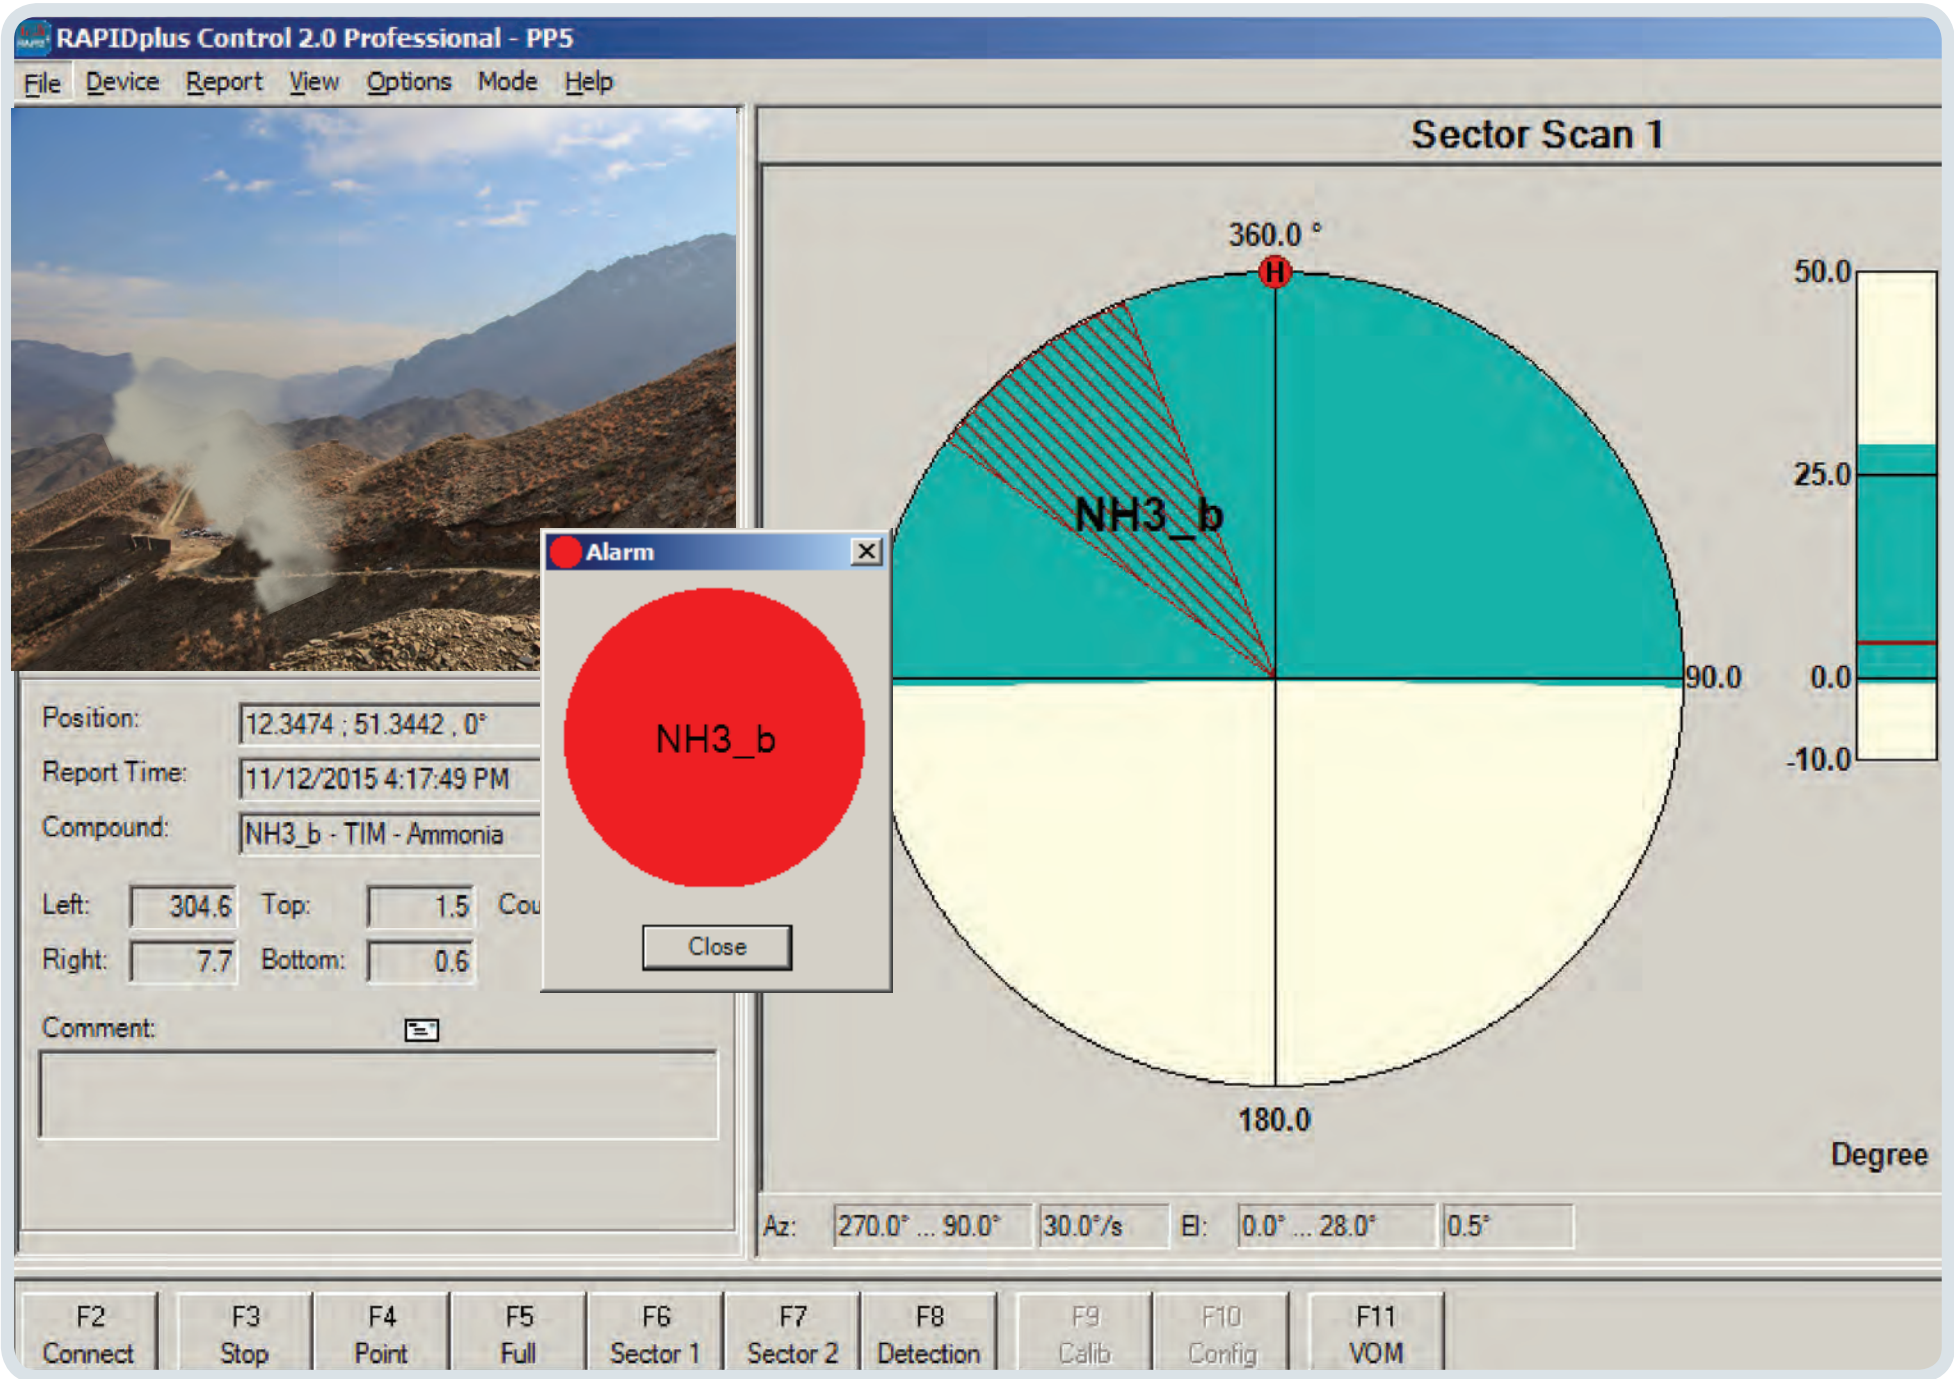 RAPIDplus Control 2.0 Professional - PP5
File Device Report View Options Mode Help
Sector Scan 1
360.0 °
H
50.0
25.0
NH3_b
90.0
0.0
-10.0
180.0
Degree
Alarm
NH3_b
Close
Position: 12.3474 ; 51.3442 , 0°
Report Time: 11/12/2015 4:17:49 PM
Compound: NH3_b - TIM - Ammonia
Left: 304.6 Top: 1.5 Cou
Right: 7.7 Bottom: 0.6
Comment:
Az: 270.0° ... 90.0° 30.0°/s El: 0.0° ... 28.0° 0.5°
F2 F3 F4 F5 F6 F7 F8 F9 F10 F11
Connect Stop Point Full Sector 1 Sector 2 Detection Calib Config VOM